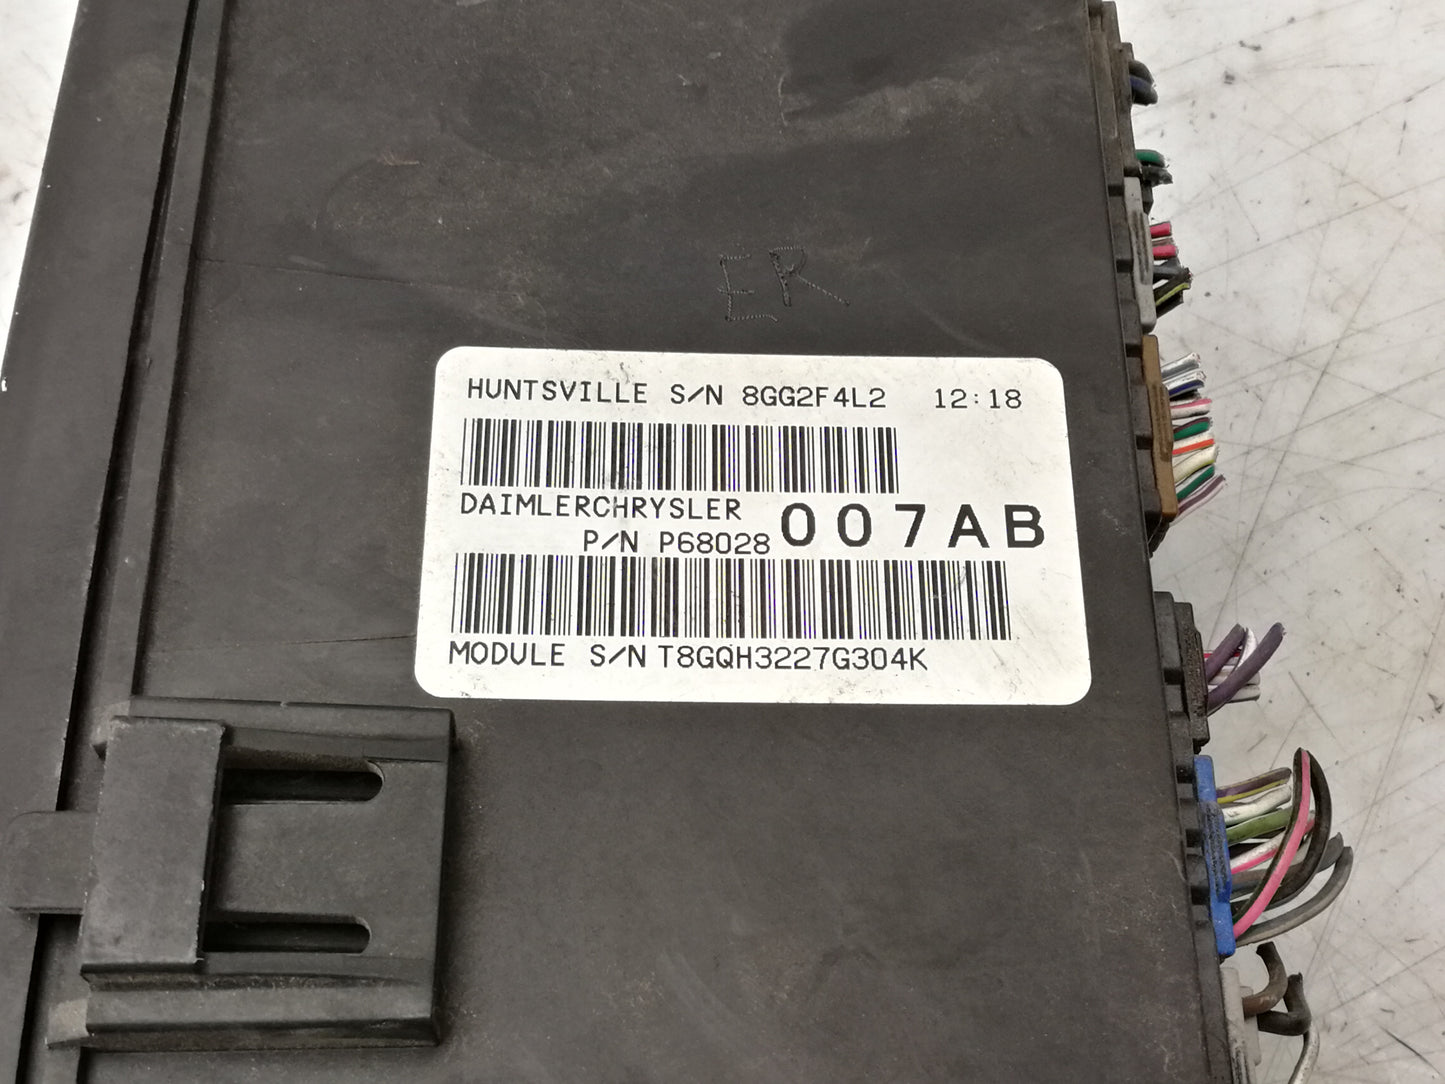 ER
HUNTSVILLE S/N 8GG2F4L2 12:18
DAIMLERCHRYSLER
P/N P68028 007AB
MODULE S/N T8GQH3227G304K